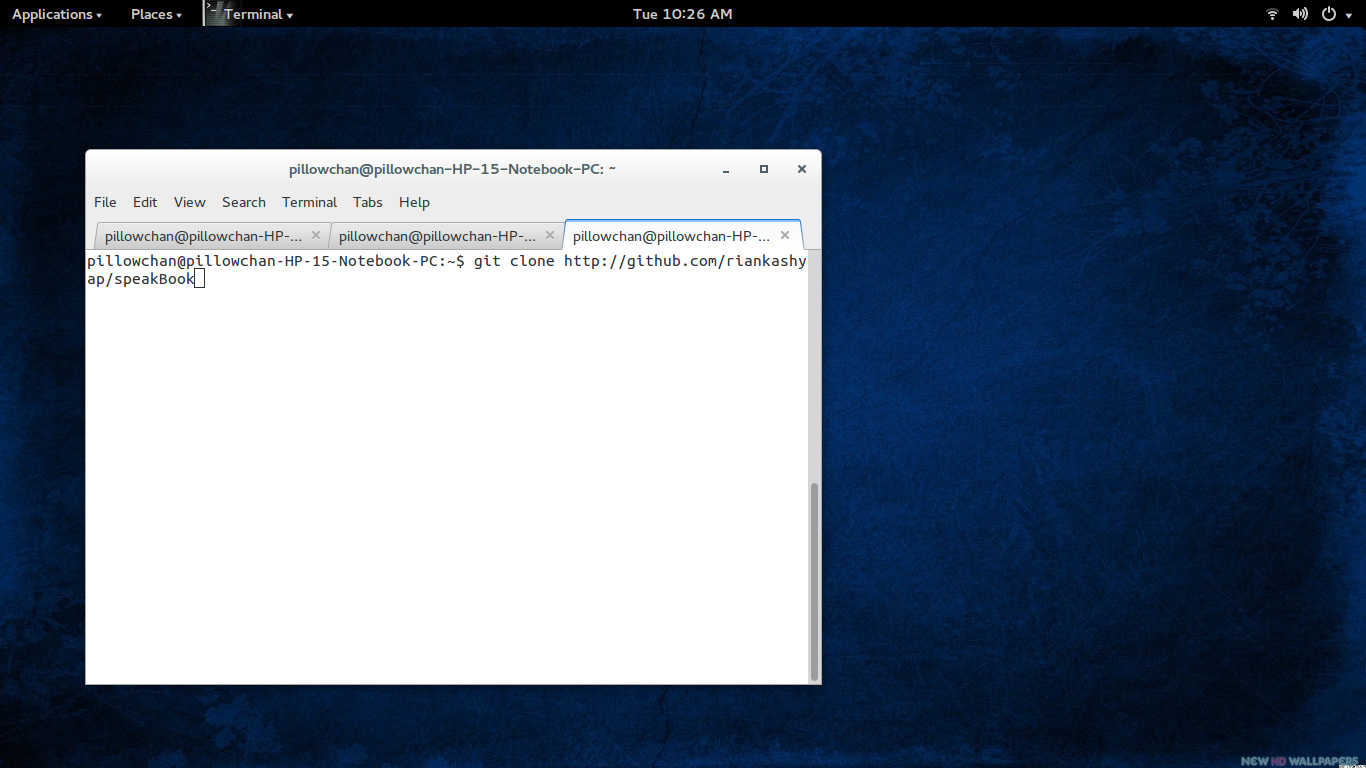 Applications Places Terminal Tue 10:26 AM
pillowchan@pillowchan-HP-15-Notebook-PC: ~
File Edit View Search Terminal Tabs Help
pillowchan@pillowchan-HP-... pillowchan@pillowchan-HP-... pillowchan@pillowchan-HP-...
pillowchan@pillowchan-HP-15-Notebook-PC:~$ git clone http://github.com/riankashy
ap/speakBook
NEW HD WALLPAPERS